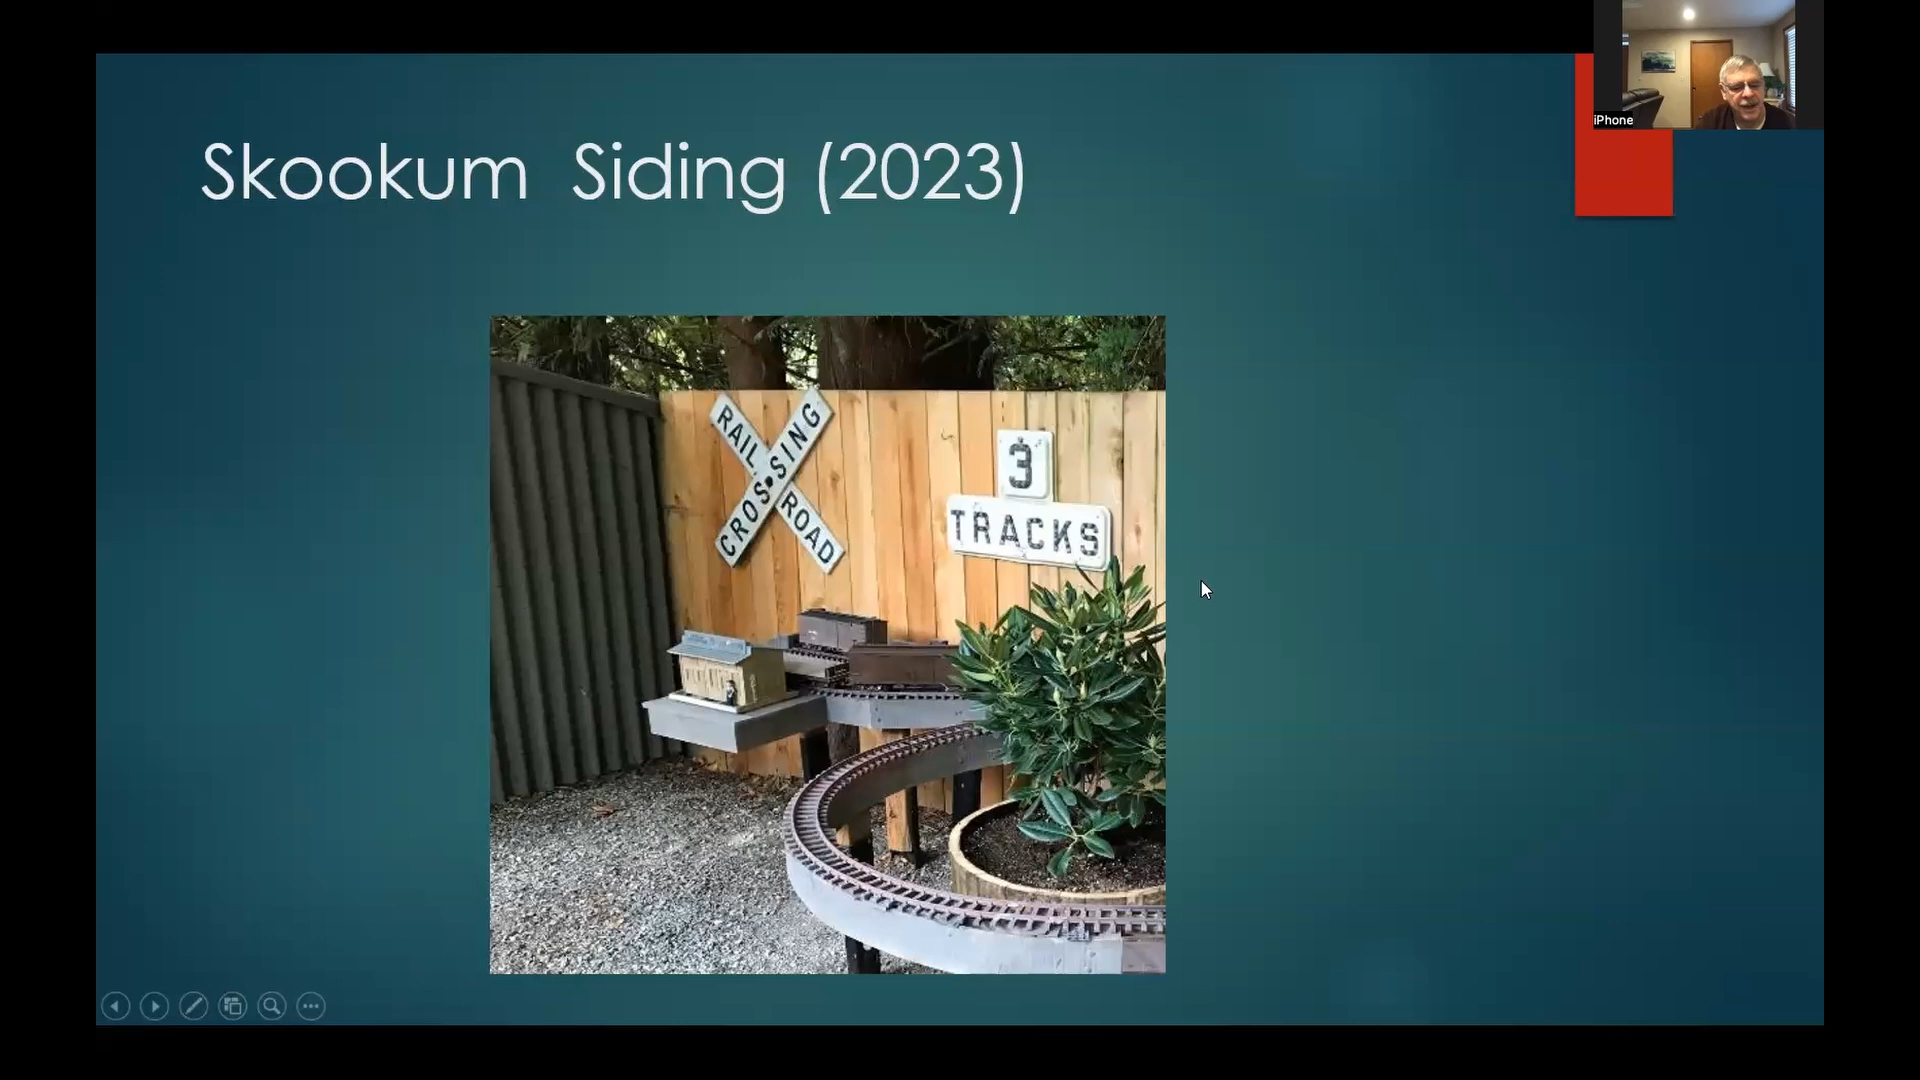 Skookum Siding (2023)
iPhone
RAIL ROAD
CROSSING
3
TRACKS